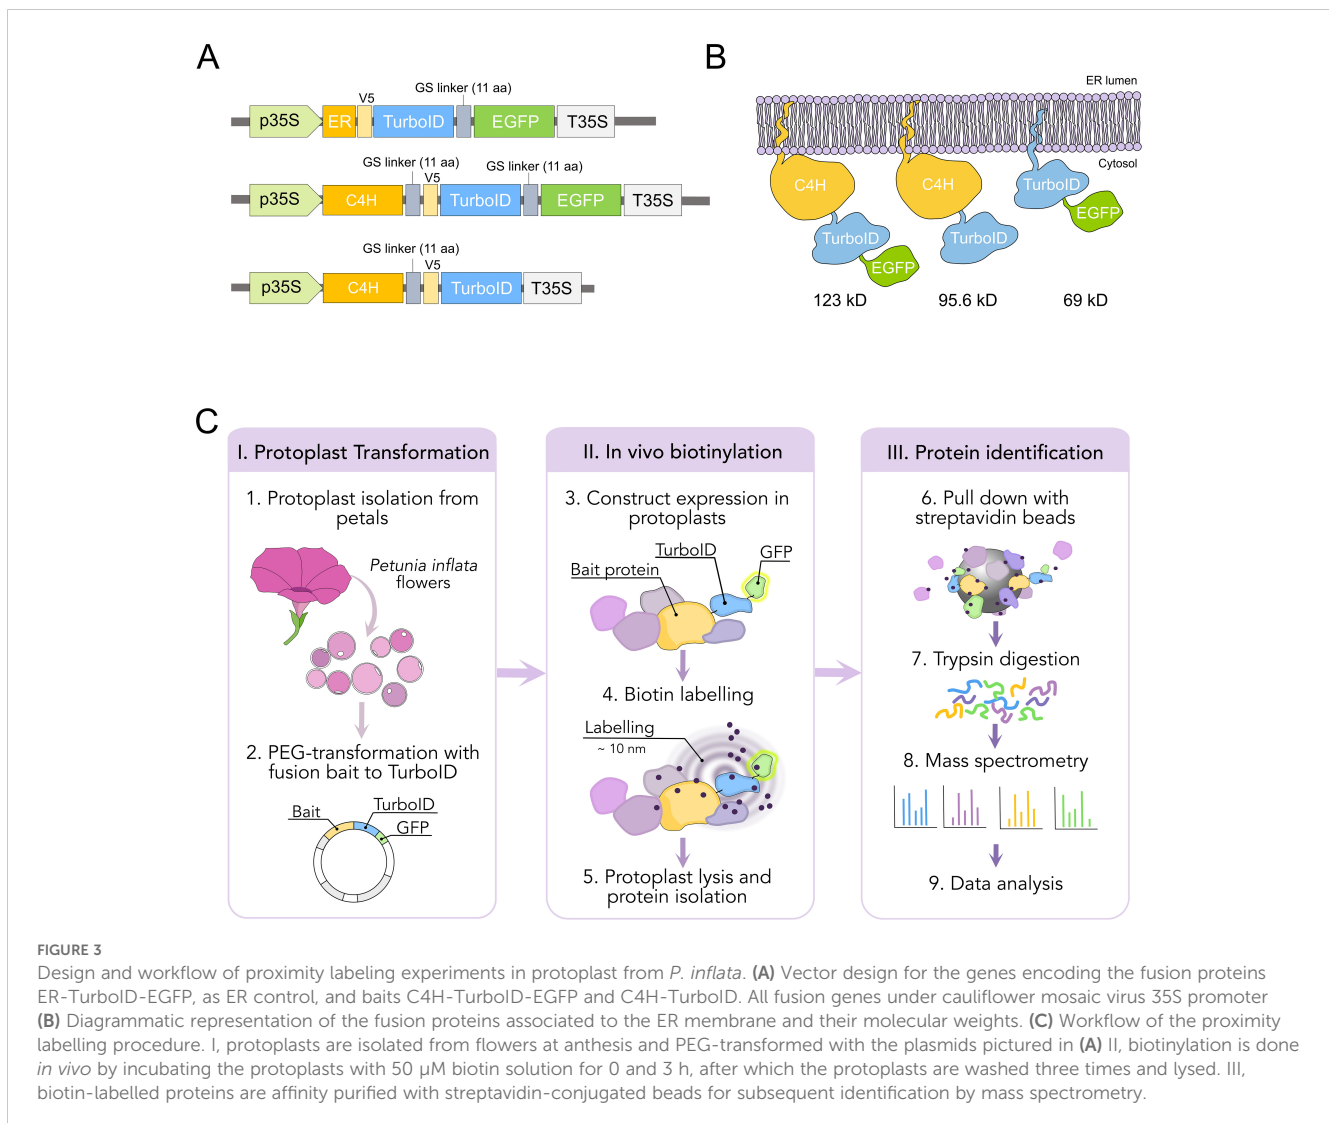 A
GS linker (11 aa)
V5
p35S ER TurboID EGFP T35S
GS linker (11 aa) GS linker (11 aa)
V5
p35S C4H TurboID EGFP T35S
GS linker (11 aa)
V5
p35S C4H TurboID T35S
B
ER lumen
Cytosol
C4H C4H TurboID
EGFP
TurboID TurboID
EGFP
123 kD 95.6 kD 69 kD
C
I. Protoplast Transformation
1. Protoplast isolation from
petals
Petunia inflata
flowers
2. PEG-transformation with
fusion bait to TurboID
Bait TurboID
GFP
II. In vivo biotinylation
3. Construct expression in
protoplasts
TurboID GFP
Bait protein
4. Biotin labelling
Labelling
~ 10 nm
5. Protoplast lysis and
protein isolation
III. Protein identification
6. Pull down with
streptavidin beads
7. Trypsin digestion
8. Mass spectrometry
9. Data analysis
FIGURE 3
Design and workflow of proximity labeling experiments in protoplast from P. inflata. (A) Vector design for the genes encoding the fusion proteins
ER-TurboID-EGFP, as ER control, and baits C4H-TurboID-EGFP and C4H-TurboID. All fusion genes under cauliflower mosaic virus 35S promoter
(B) Diagrammatic representation of the fusion proteins associated to the ER membrane and their molecular weights. (C) Workflow of the proximity
labelling procedure. I, protoplasts are isolated from flowers at anthesis and PEG-transformed with the plasmids pictured in (A) II, biotinylation is done
in vivo by incubating the protoplasts with 50 µM biotin solution for 0 and 3 h, after which the protoplasts are washed three times and lysed. III,
biotin-labelled proteins are affinity purified with streptavidin-conjugated beads for subsequent identification by mass spectrometry.